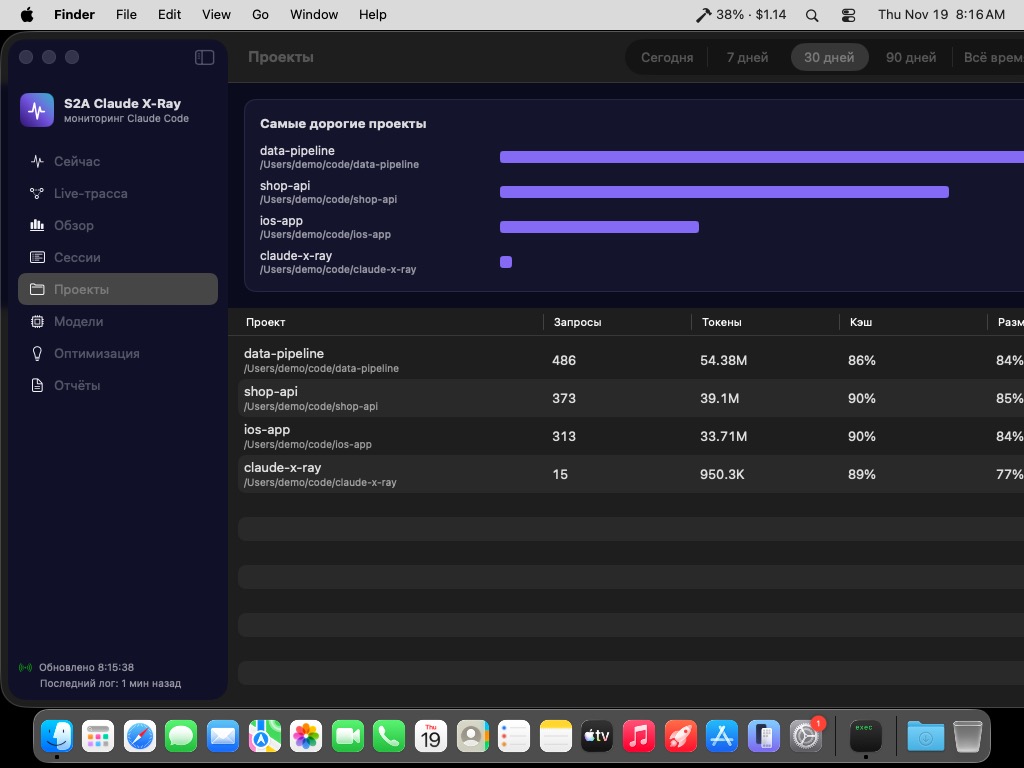 Finder File Edit View Go Window Help 38% · $1.14 Thu Nov 19 8:16 AM
Проекты Сегодня 7 дней 30 дней 90 дней Всё врем
S2A Claude X-Ray
мониторинг Claude Code
Сейчас
Live-трасса
Обзор
Сессии
Проекты
Модели
Оптимизация
Отчёты
Обновлено 8:15:38
Последний лог: 1 мин назад
Самые дорогие проекты
data-pipeline
/Users/demo/code/data-pipeline
shop-api
/Users/demo/code/shop-api
ios-app
/Users/demo/code/ios-app
claude-x-ray
/Users/demo/code/claude-x-ray
Проект Запросы Токены Кэш Разм
data-pipeline
/Users/demo/code/data-pipeline
486 54.38M 86% 84%
shop-api
/Users/demo/code/shop-api
373 39.1M 90% 85%
ios-app
/Users/demo/code/ios-app
313 33.71M 90% 84%
claude-x-ray
/Users/demo/code/claude-x-ray
15 950.3K 89% 77%
Thu
19
tv
1
exec